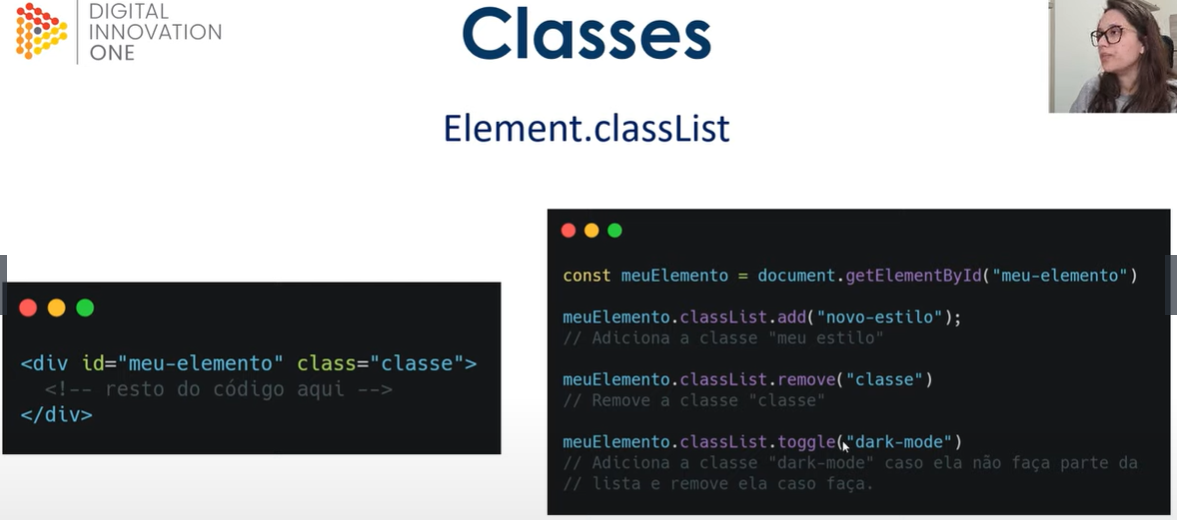 DIGITAL
INNOVATION
ONE
Classes
Element.classList
<div id="meu-elemento" class="classe">
<!-- resto do código aqui -->
</div>
const meuElemento = document.getElementById("meu-elemento")
meuElemento.classList.add("novo-estilo");
// Adiciona a classe "meu estilo"
meuElemento.classList.remove("classe")
// Remove a classe "classe"
meuElemento.classList.toggle("dark-mode")
// Adiciona a classe "dark-mode" caso ela não faça parte da
// lista e remove ela caso faça.